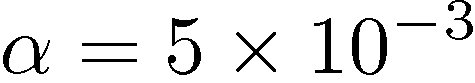 α = 5 × 10⁻³